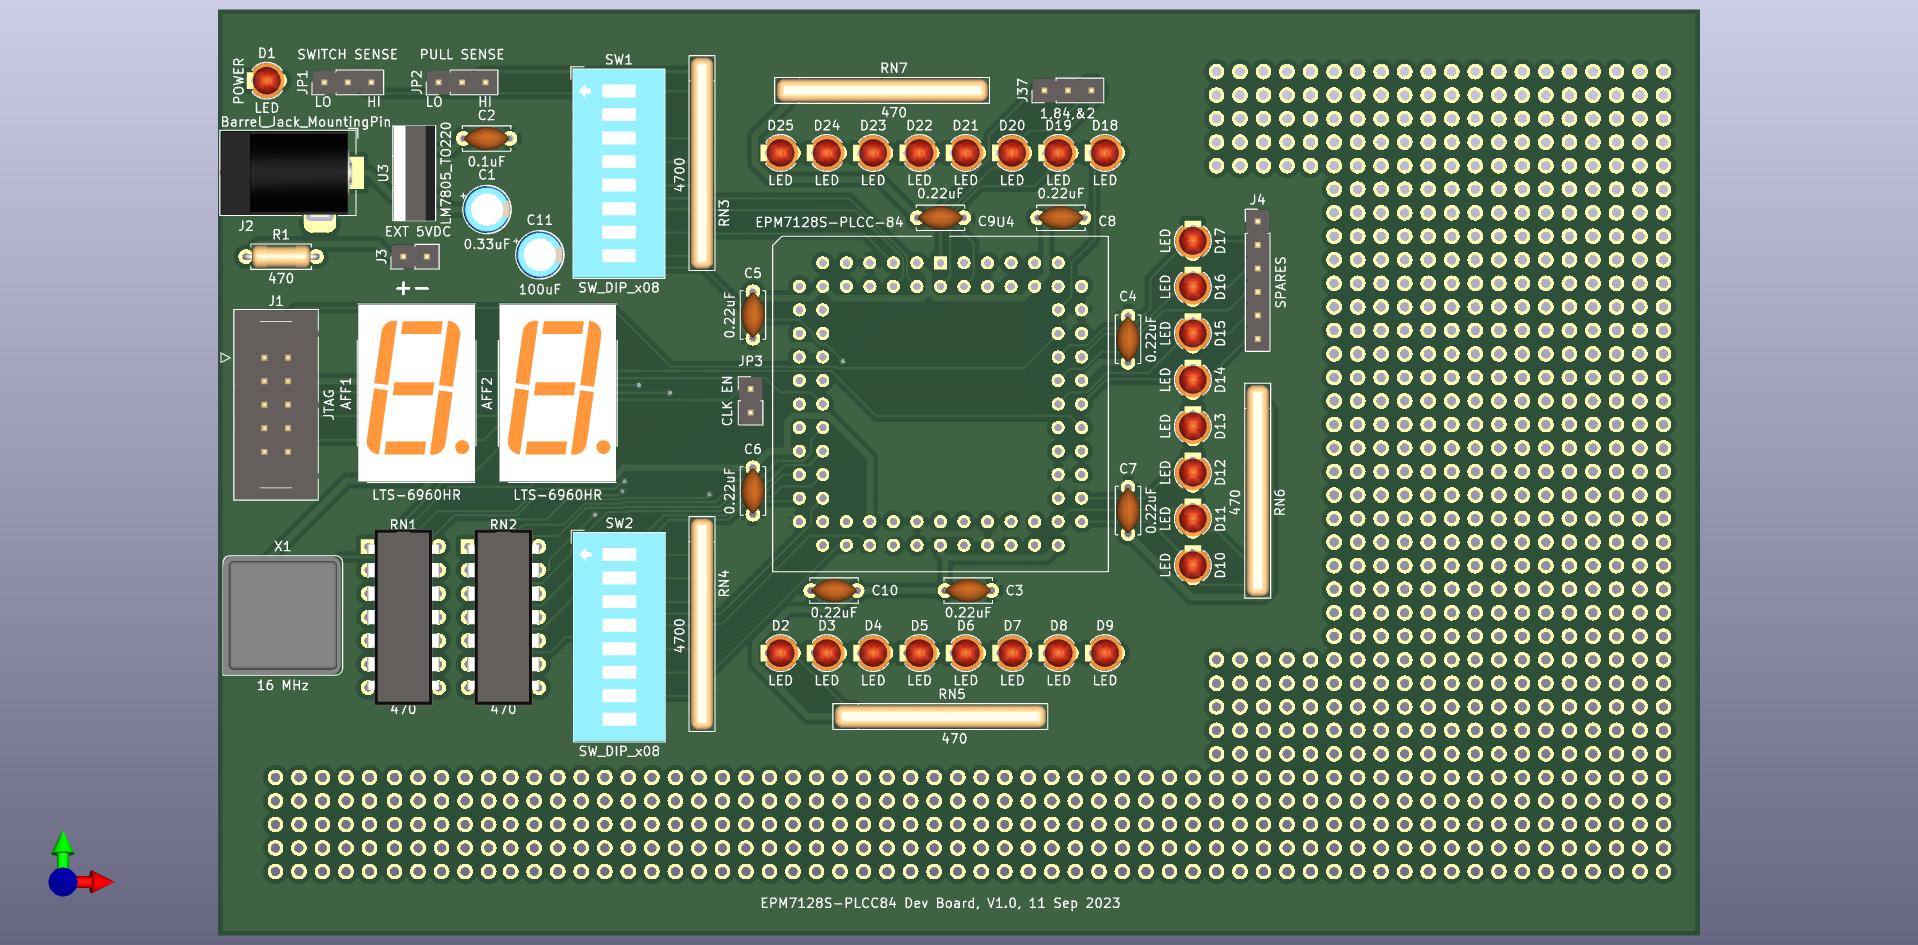 D1
SWITCH SENSE
PULL SENSE
POWER
JP1
LO
HI
JP2
LO
HI
LED
C2
Barrel_Jack_MountingPin
0.1uF
U3
LM7805_TO220
C1
0.33uF
J2
EXT 5VDC
C11
100uF
R1
470
J3
+-
SW1
SW_DIP_x08
4700
RN3
RN7
470
J37
1,84,&2
D25
D24
D23
D22
D21
D20
D19
D18
LED
LED
LED
LED
LED
LED
LED
LED
0.22uF
0.22uF
EPM7128S-PLCC-84
C9
U4
C8
J4
SPARES
LED
D17
LED
D16
LED
D15
LED
D14
LED
D13
LED
D12
LED
D11
LED
D10
C5
0.22uF
C4
0.22uF
JP3
CLK EN
C6
0.22uF
C7
0.22uF
470
RN6
J1
JTAG
AFF1
AFF2
LTS-6960HR
LTS-6960HR
RN1
RN2
470
470
X1
16 MHz
SW2
SW_DIP_x08
4700
RN4
C10
0.22uF
C3
0.22uF
D2
D3
D4
D5
D6
D7
D8
D9
LED
LED
LED
LED
LED
LED
LED
LED
RN5
470
EPM7128S-PLCC84 Dev Board, V1.0, 11 Sep 2023